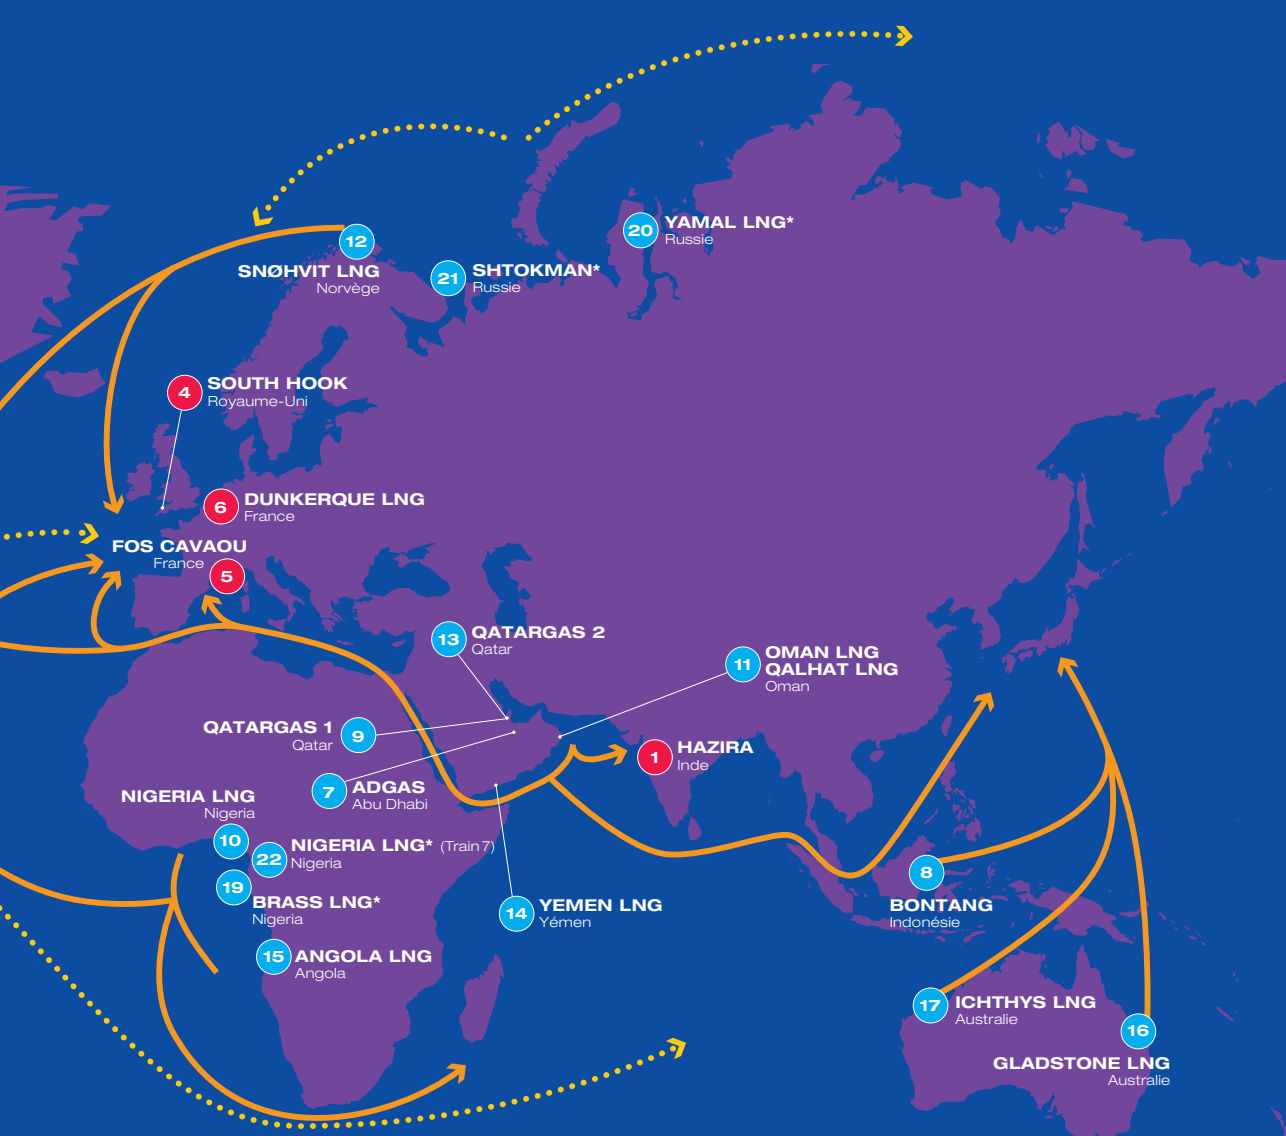 20
YAMAL LNG*
Russie
12
SNØHVIT LNG
Norvège
21
SHTOKMAN*
Russie
4
SOUTH HOOK
Royaume-Uni
6
DUNKERQUE LNG
France
FOS CAVAOU
France
5
13
QATARGAS 2
Qatar
11
OMAN LNG
QALHAT LNG
Oman
QATARGAS 1
Qatar
9
1
HAZIRA
Inde
7
ADGAS
Abu Dhabi
NIGERIA LNG
Nigeria
10
22
NIGERIA LNG* (Train 7)
Nigeria
19
BRASS LNG*
Nigeria
8
BONTANG
Indonésie
14
YEMEN LNG
Yémen
15
ANGOLA LNG
Angola
17
ICHTHYS LNG
Australie
16
GLADSTONE LNG
Australie